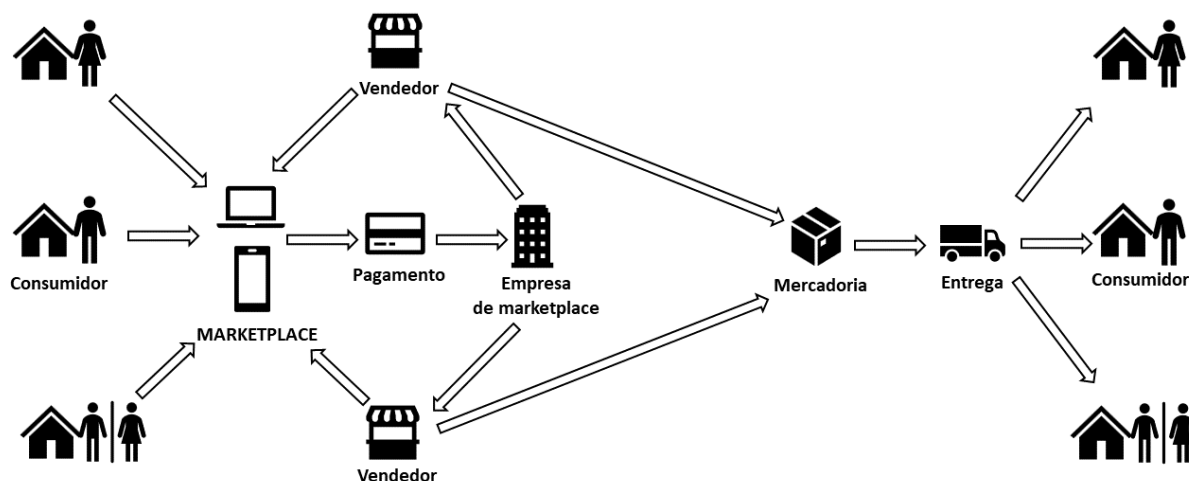 Vendedor
Consumidor
MARKETPLACE
Pagamento
Empresa
de marketplace
Vendedor
Mercadoria
Entrega
Consumidor